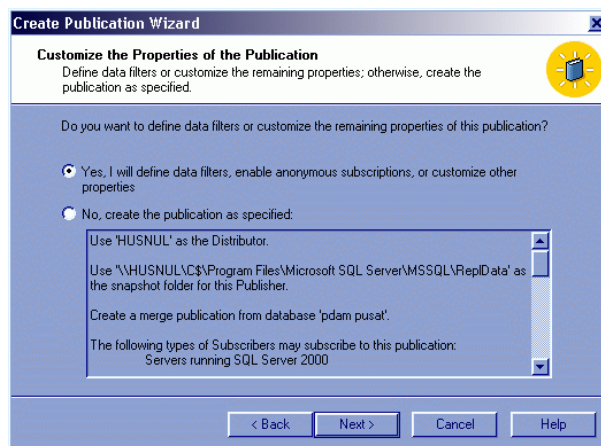 Create Publication Wizard
Customize the Properties of the Publication
Define data filters or customize the remaining properties; otherwise, create the
publication as specified.
Do you want to define data filters or customize the remaining properties of this publication?
Yes, I will define data filters, enable anonymous subscriptions, or customize other
properties
No, create the publication as specified:
Use 'HUSNUL' as the Distributor.
Use '\\HUSNUL\C$\Program Files\Microsoft SQL Server\MSSQL\ReplData' as
the snapshot folder for this Publisher.
Create a merge publication from database 'pdam pusat'.
The following types of Subscribers may subscribe to this publication:
Servers running SQL Server 2000
< Back Next > Cancel Help